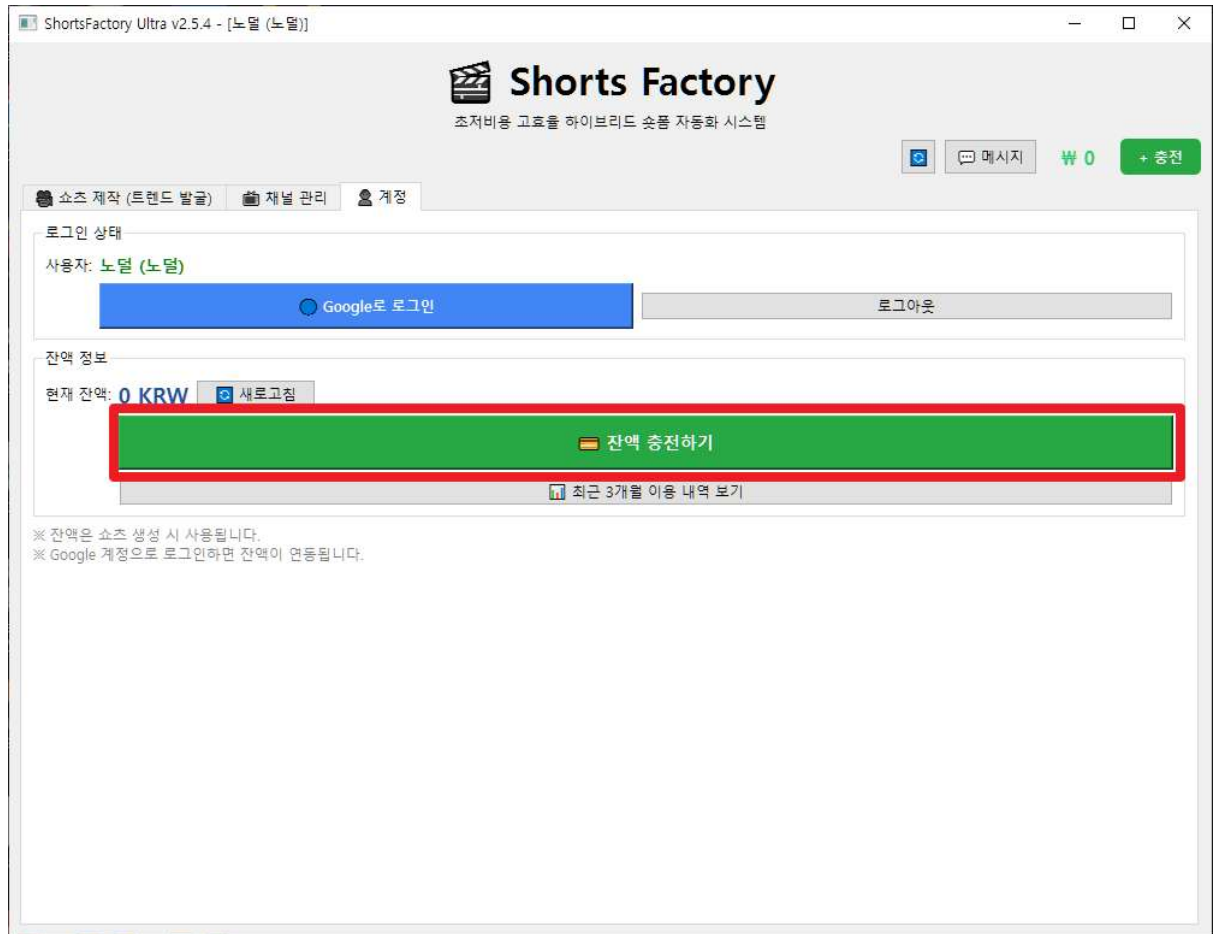 ShortsFactory Ultra v2.5.4 - [노덜 (노덜)]
Shorts Factory
초저비용 고효율 하이브리드 숏폼 자동화 시스템
메시지 ₩ 0 + 충전
쇼츠 제작 (트렌드 발굴) 채널 관리 계정
로그인 상태
사용자: 노덜 (노덜)
Google로 로그인 로그아웃
잔액 정보
현재 잔액: 0 KRW 새로고침
잔액 충전하기
최근 3개월 이용 내역 보기
※ 잔액은 쇼츠 생성 시 사용됩니다.
※ Google 계정으로 로그인하면 잔액이 연동됩니다.